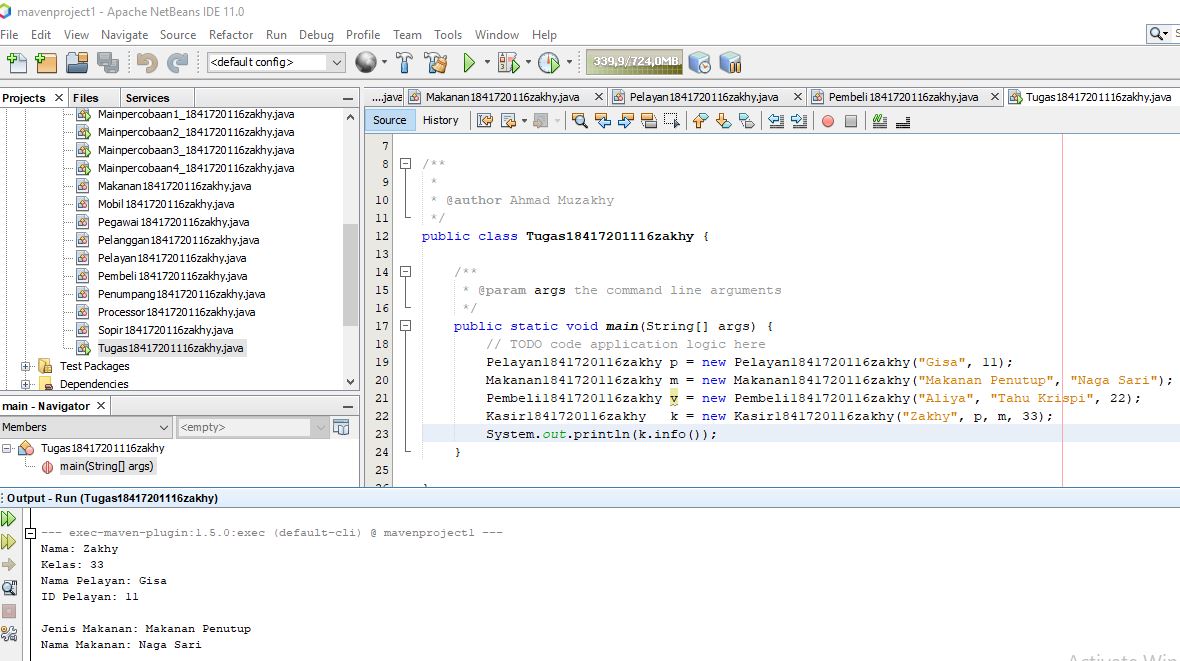 mavenproject1 - Apache NetBeans IDE 11.0
File Edit View Navigate Source Refactor Run Debug Profile Team Tools Window Help
<default config>
339,9/724,0MB
Projects Files Services
Mainpercobaan1_1841720116zakhy.java
Mainpercobaan2_1841720116zakhy.java
Mainpercobaan3_1841720116zakhy.java
Mainpercobaan4_1841720116zakhy.java
Makanan1841720116zakhy.java
Mobil1841720116zakhy.java
Pegawai1841720116zakhy.java
Pelanggan1841720116zakhy.java
Pelayan1841720116zakhy.java
Pembeli1841720116zakhy.java
Penumpang1841720116zakhy.java
Processor1841720116zakhy.java
Sopir1841720116zakhy.java
Tugas18417201116zakhy.java
Test Packages
Dependencies
main - Navigator
Members <empty>
Tugas18417201116zakhy
main(String[] args)
....java Makanan1841720116zakhy.java Pelayan1841720116zakhy.java Pembeli1841720116zakhy.java Tugas18417201116zakhy.java
Source History
7
8 /**
9 *
10 * @author Ahmad Muzakhy
11 */
12 public class Tugas18417201116zakhy {
13
14 /**
15 * @param args the command line arguments
16 */
17 public static void main(String[] args) {
18 // TODO code application logic here
19 Pelayan1841720116zakhy p = new Pelayan1841720116zakhy("Gisa", 11);
20 Makanan1841720116zakhy m = new Makanan1841720116zakhy("Makanan Penutup", "Naga Sari");
21 Pembeli1841720116zakhy v = new Pembeli1841720116zakhy("Aliya", "Tahu Krispi", 22);
22 Kasir1841720116zakhy k = new Kasir1841720116zakhy("Zakhy", p, m, 33);
23 System.out.println(k.info());
24 }
25
Output - Run (Tugas18417201116zakhy)
--- exec-maven-plugin:1.5.0:exec (default-cli) @ mavenproject1 ---
Nama: Zakhy
Kelas: 33
Nama Pelayan: Gisa
ID Pelayan: 11
Jenis Makanan: Makanan Penutup
Nama Makanan: Naga Sari